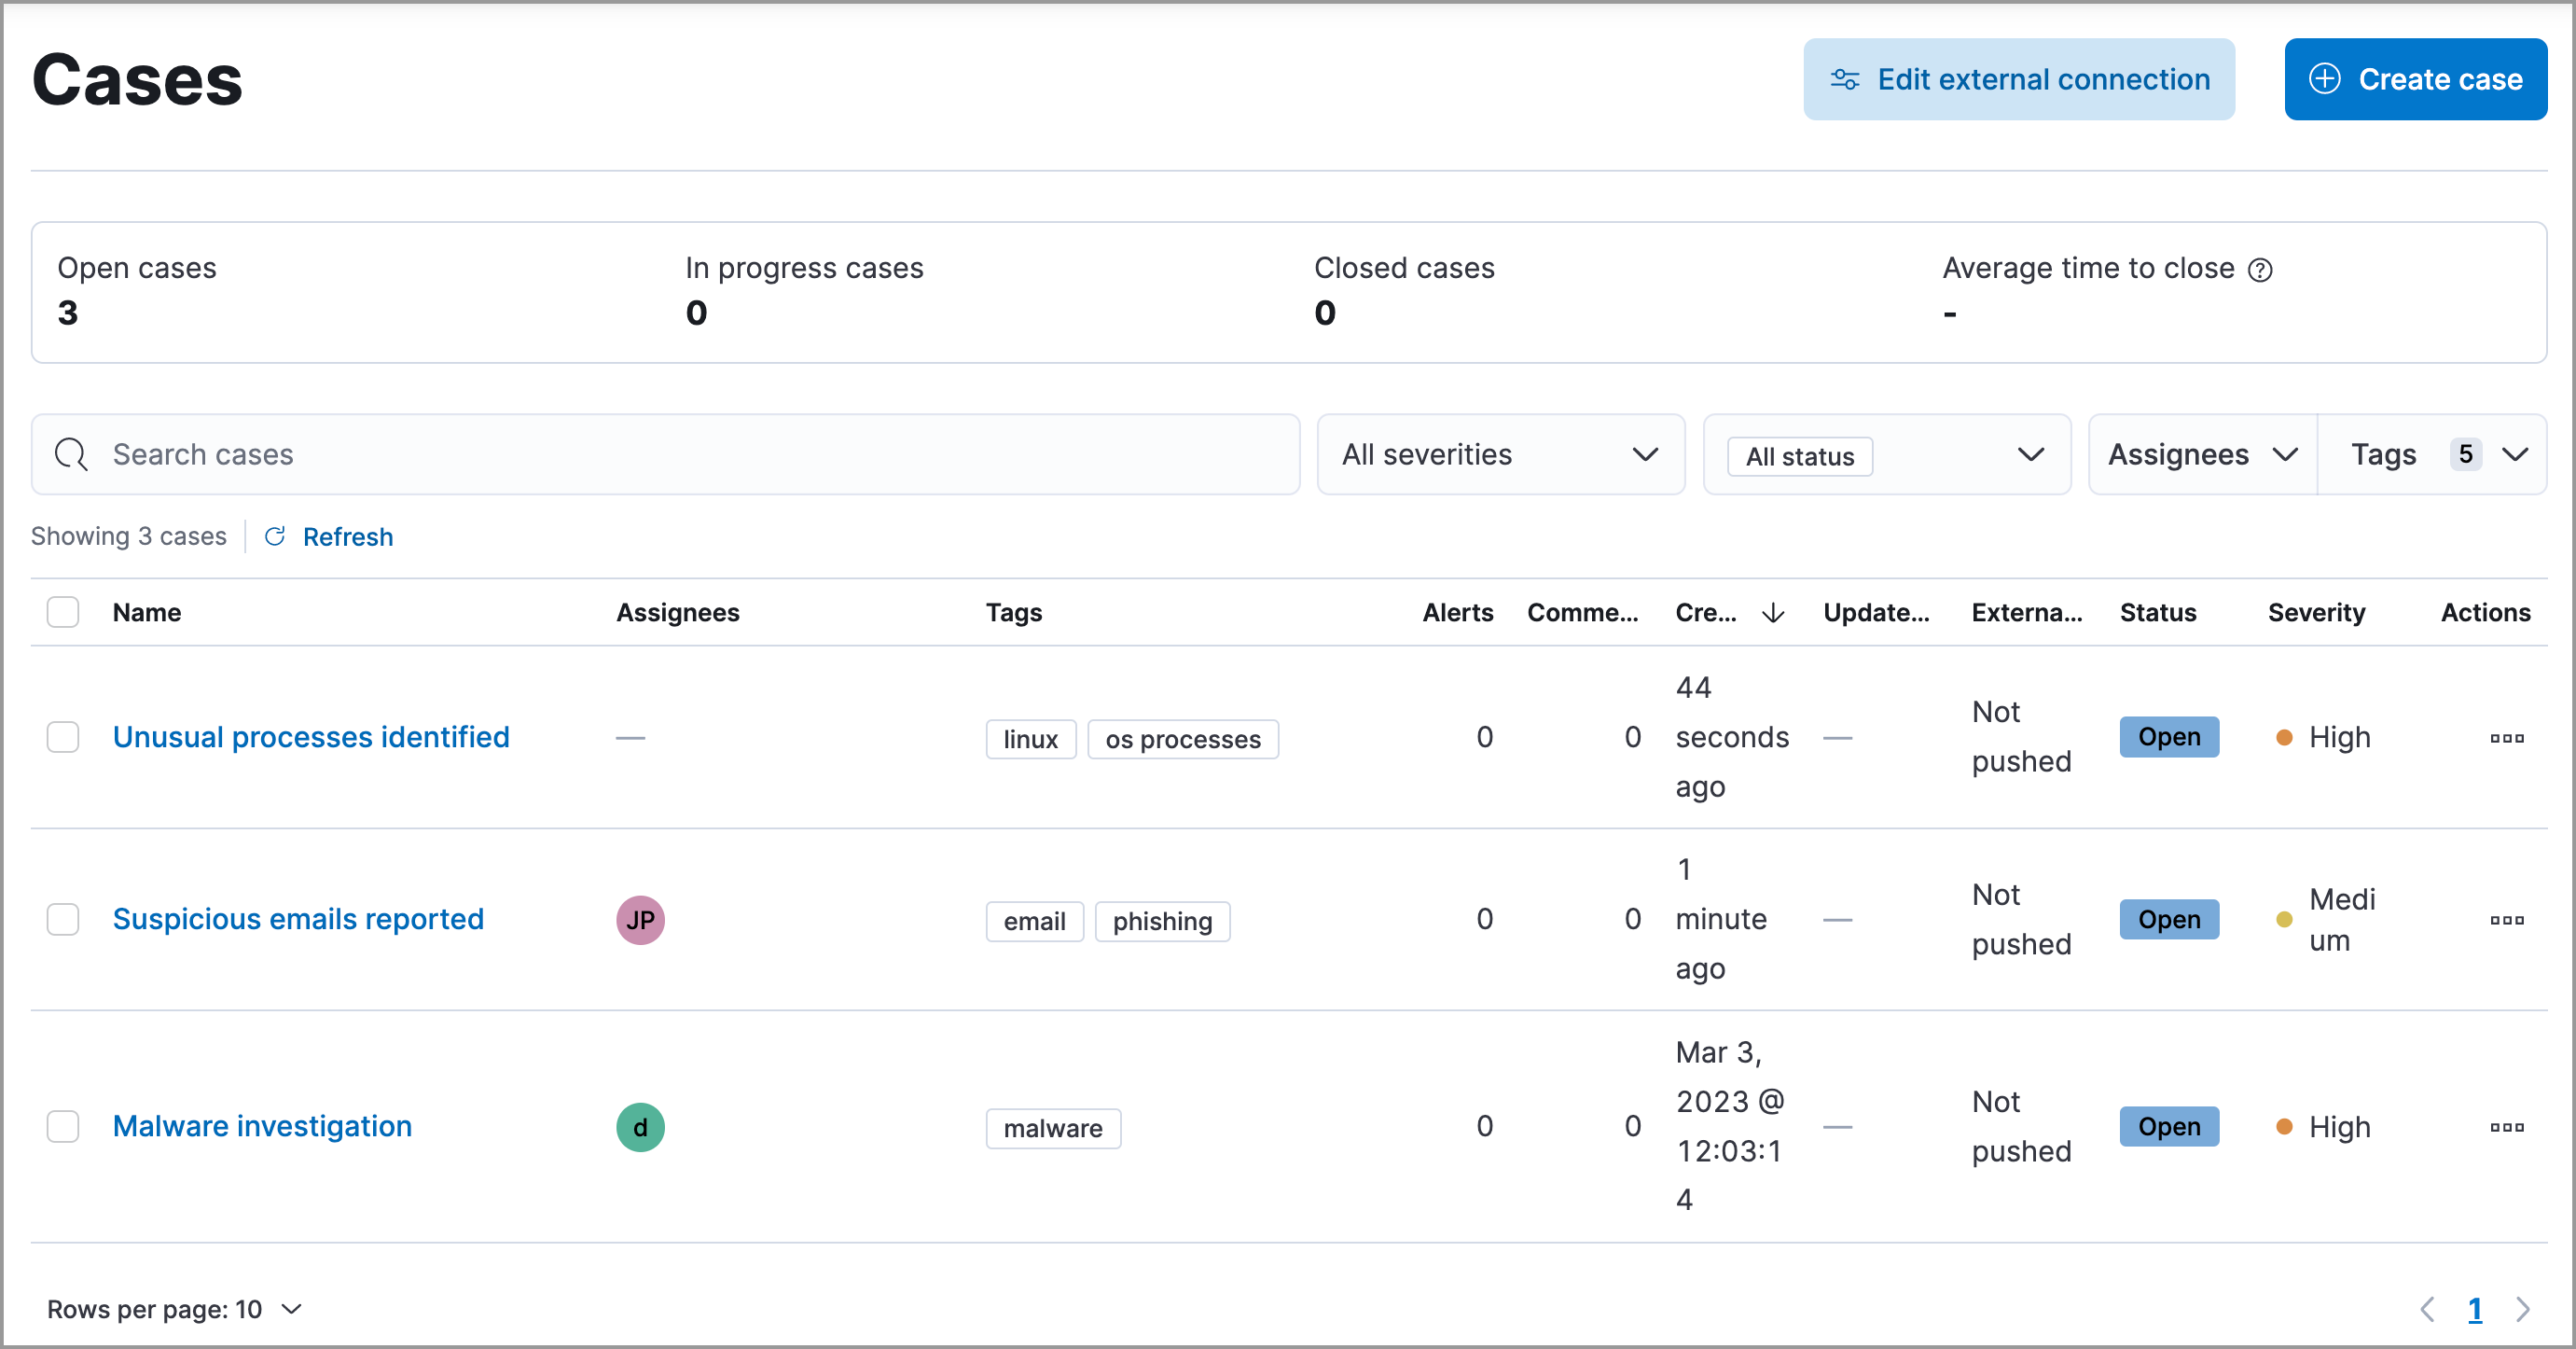 Cases
Edit external connection
Create case
Open cases
3
In progress cases
0
Closed cases
0
Average time to close
-
Search cases
All severities
All status
Assignees
Tags 5
Showing 3 cases
Refresh
Name Assignees Tags Alerts Comme... Cre... Update... Externa... Status Severity Actions
Unusual processes identified
—
linux
os processes
0
0
44
seconds
ago
—
Not
pushed
Open
High
Suspicious emails reported
JP
email
phishing
0
0
1
minute
ago
—
Not
pushed
Open
Medi
um
Malware investigation
d
malware
0
0
Mar 3,
2023 @
12:03:1
4
—
Not
pushed
Open
High
Rows per page: 10
1